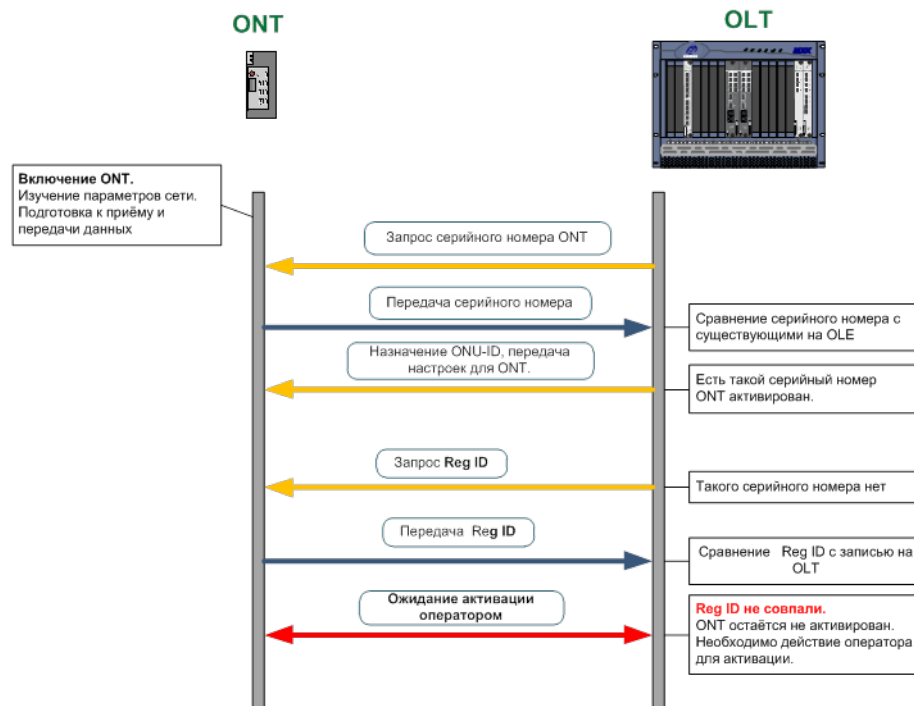 ONT
OLT
Включение ONT.
Изучение параметров сети.
Подготовка к приёму и
передачи данных
Запрос серийного номера ONT
Передача серийного номера
Сравнение серийного номера с
существующими на OLE
Назначение ONU-ID, передача
настроек для ONT.
Есть такой серийный номер
ONT активирован.
Запрос Reg ID
Такого серийного номера нет
Передача Reg ID
Сравнение Reg ID с записью на
OLT
Ожидание активации
оператором
Reg ID не совпали.
ONT остаётся не активирован.
Необходимо действие оператора
для активации.